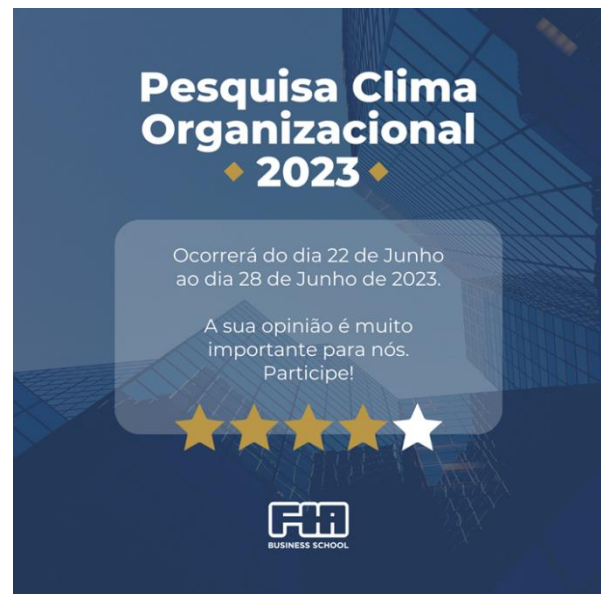 Pesquisa Clima
Organizacional
2023
Ocorrerá do dia 22 de Junho
ao dia 28 de Junho de 2023.
A sua opinião é muito
importante para nós.
Participe!
FIA
BUSINESS SCHOOL